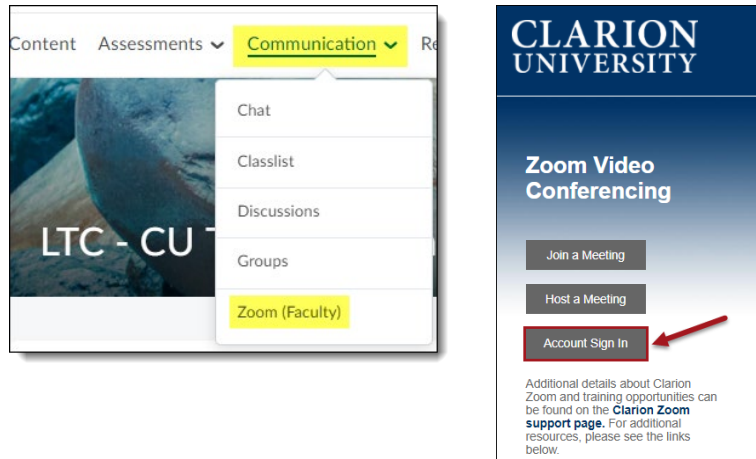 Content Assessments Communication
Chat
Classlist
Discussions
LTC - CU
Groups
Zoom (Faculty)
CLARION
UNIVERSITY
Zoom Video
Conferencing
Join a Meeting
Host a Meeting
Account Sign In
Additional details about Clarion
Zoom and training opportunities can
be found on the Clarion Zoom
support page. For additional
resources, please see the links
below.